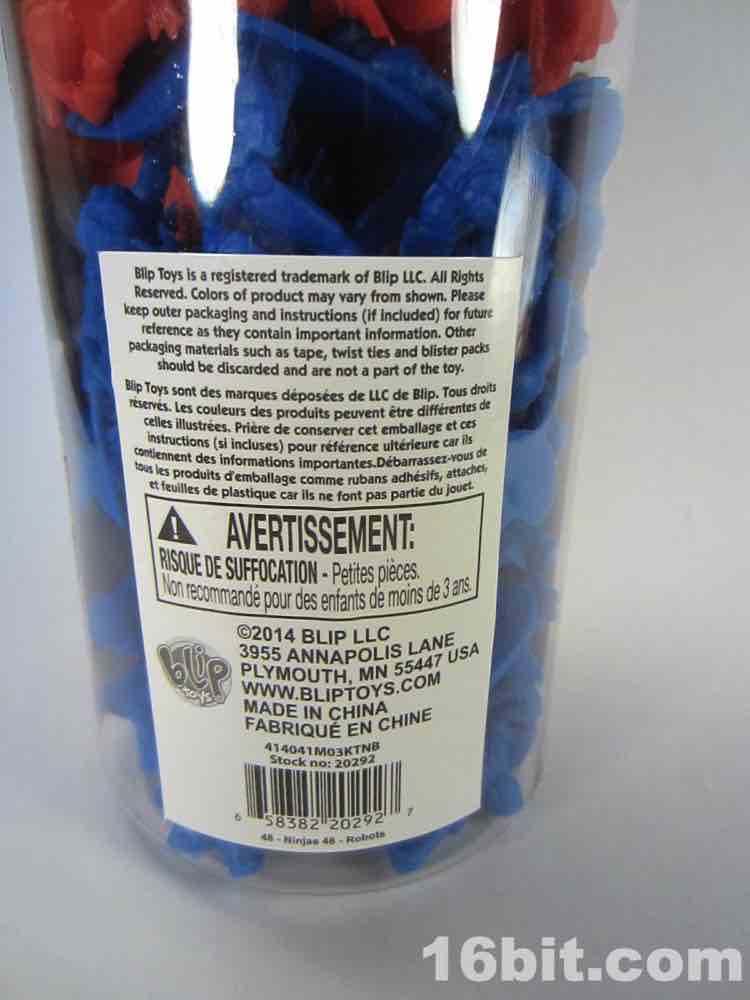 Blip Toys is a registered trademark of Blip LLC. All Rights
Reserved. Colors of product may vary from shown. Please
keep outer packaging and instructions (if included) for future
reference as they contain important information. Other
packaging materials such as tape, twist ties and blister packs
should be discarded and are not a part of the toy.
Blip Toys sont des marques déposées de LLC de Blip. Tous droits
réservés. Les couleurs des produits peuvent être différentes de
celles illustrées. Prière de conserver cet emballage et ces
instructions (si incluses) pour référence ultérieure car ils
contiennent des informations importantes.Débarrassez-vous de
tous les produits d'emballage comme rubans adhésifs, attaches,
et feuilles de plastique car ils ne font pas partie du jouet.
AVERTISSEMENT:
RISQUE DE SUFFOCATION - Petites pièces.
Non recommandé pour des enfants de moins de 3 ans.
blip
toys
©2014 BLIP LLC
3955 ANNAPOLIS LANE
PLYMOUTH, MN 55447 USA
WWW.BLIPTOYS.COM
MADE IN CHINA
FABRIQUÉ EN CHINE
414041M03KTNB
Stock no: 20292
6 58382 20292 7
48 - Ninjas 48 - Robots
16bit.com